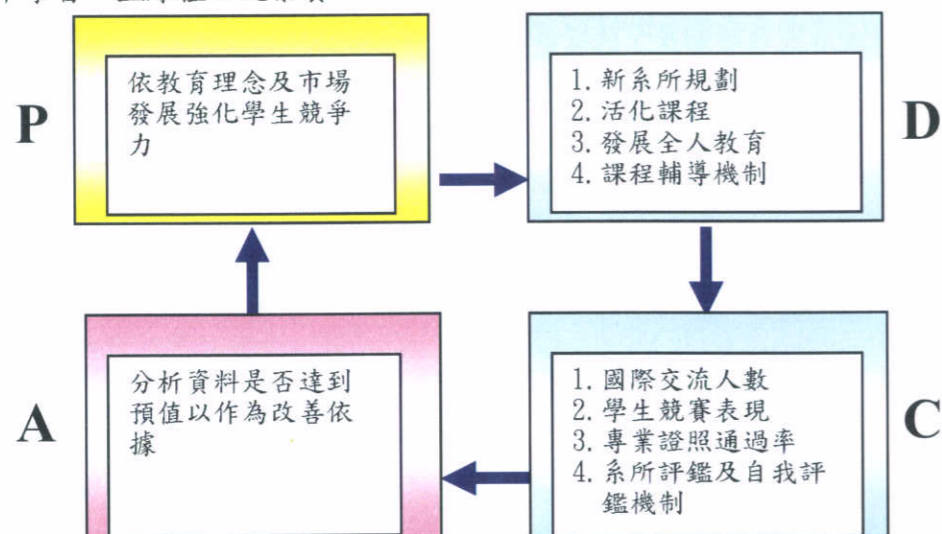 P
依教育理念及市場
發展強化學生競爭
力
D
1. 新系所規劃
2. 活化課程
3. 發展全人教育
4. 課程輔導機制
A
分析資料是否達到
預值以作為改善依
據
C
1. 國際交流人數
2. 學生競賽表現
3. 專業證照通過率
4. 系所評鑑及自我評
鑑機制